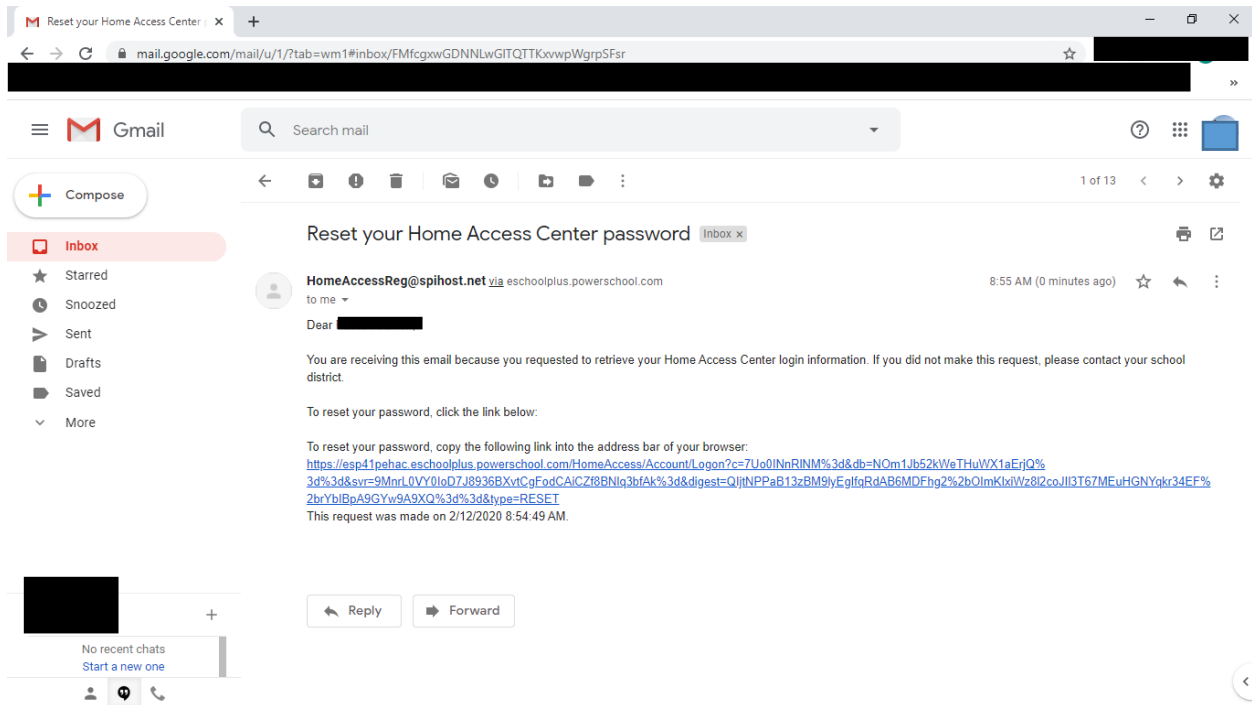 Reset your Home Access Center
mail.google.com/mail/u/1/?tab=wm1#inbox/FMfcgxwGDNNLwGlTQTTKxvwpWgrpSFsr
Gmail
Search mail
Compose
1 of 13
Inbox
Starred
Snoozed
Sent
Drafts
Saved
More
Reset your Home Access Center password Inbox x
HomeAccessReg@spihost.net via eschoolplus.powerschool.com 8:55 AM (0 minutes ago)
to me
Dear
You are receiving this email because you requested to retrieve your Home Access Center login information. If you did not make this request, please contact your school
district.
To reset your password, click the link below:
To reset your password, copy the following link into the address bar of your browser:
https://esp41pehac.eschoolplus.powerschool.com/HomeAccess/Account/Logon?c=7Uo0INnRINM%3d&db=NOm1Jb52kWeTHuWX1aErjQ%
3d%3d&svr=9MnrL0VY0IoD7J8936BXvtCgFodCAiCZf8BNlq3bfAk%3d&digest=QIjtNPPaB13zBM9lyEgIfqRdAB6MDFhg2%2bOImKIxiWz8l2coJIl3T67MEuHGNYqkr34EF%
2brYbIBpA9GYw9A9XQ%3d%3d&type=RESET
This request was made on 2/12/2020 8:54:49 AM.
Reply
Forward
No recent chats
Start a new one